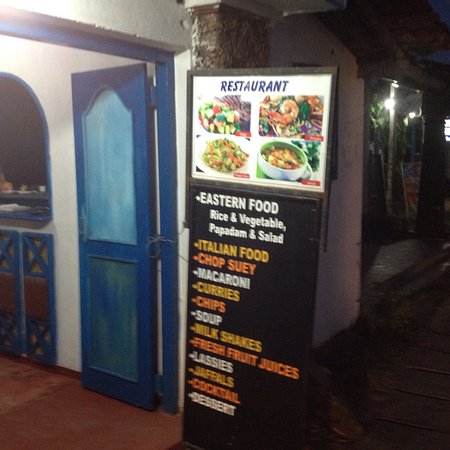 RESTAURANT
•EASTERN FOOD
Rice & Vegetable,
Papadam & Salad
•ITALIAN FOOD
•CHOP SUEY
•MACARONI
•CURRIES
•CHIPS
•SOUP
•MILK SHAKES
•FRESH FRUIT JUICES
•LASSIES
•JAFFALS
•COCKTAIL
•DESSERT